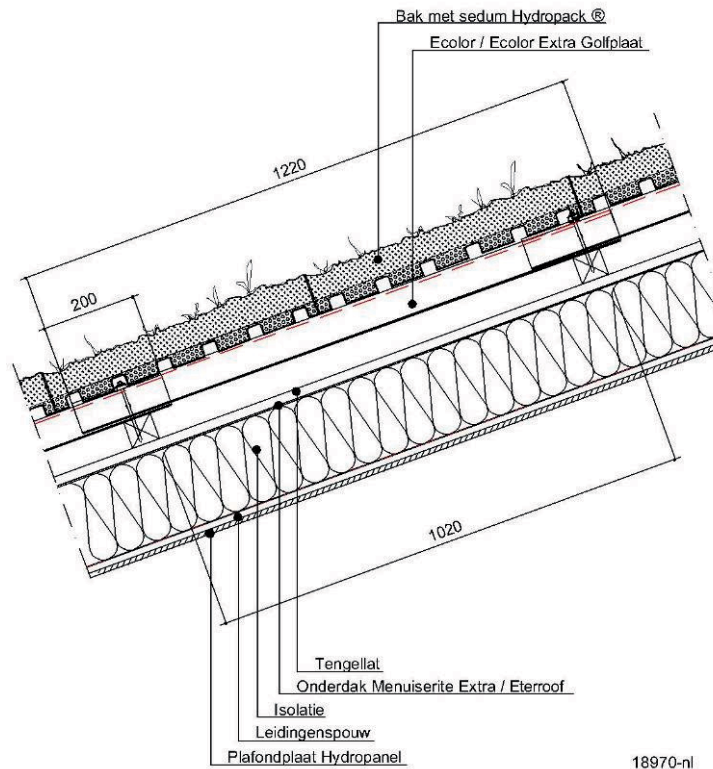 Bak met sedum Hydropack ®
Ecolor / Ecolor Extra Golfplaat
1220
200
1020
Tengellat
Onderdak Menuiserite Extra / Eterroof
Isolatie
Leidingenspouw
Plafondplaat Hydropanel
18970-nl